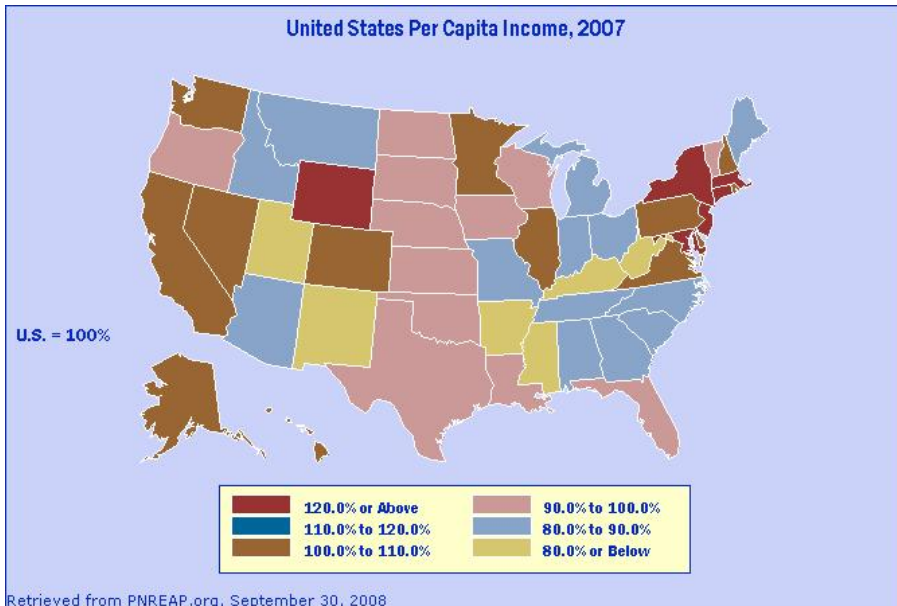 United States Per Capita Income, 2007
U.S. = 100%
120.0% or Above
110.0% to 120.0%
100.0% to 110.0%
90.0% to 100.0%
80.0% to 90.0%
80.0% or Below
Retrieved from PNREAP.org, September 30, 2008